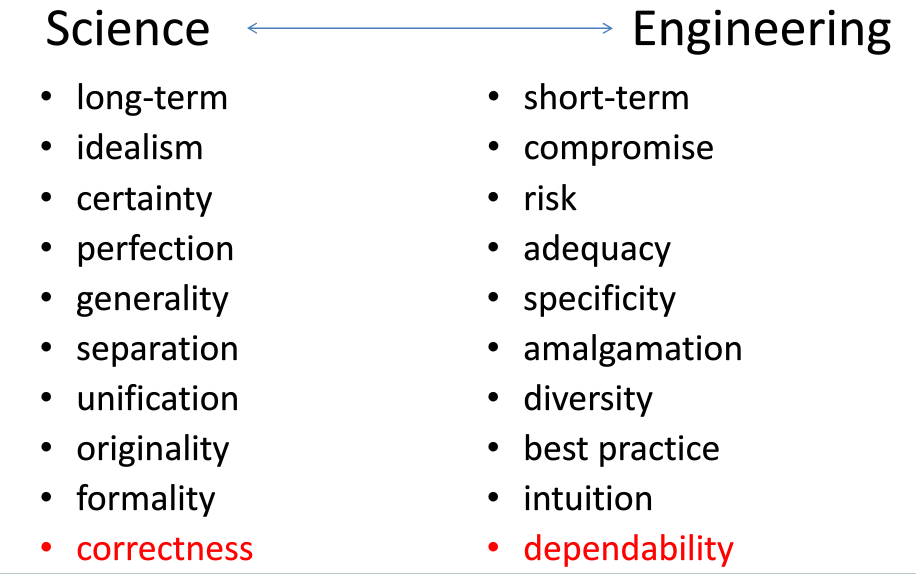 Science Engineering
• long-term
• idealism
• certainty
• perfection
• generality
• separation
• unification
• originality
• formality
• correctness
• short-term
• compromise
• risk
• adequacy
• specificity
• amalgamation
• diversity
• best practice
• intuition
• dependability